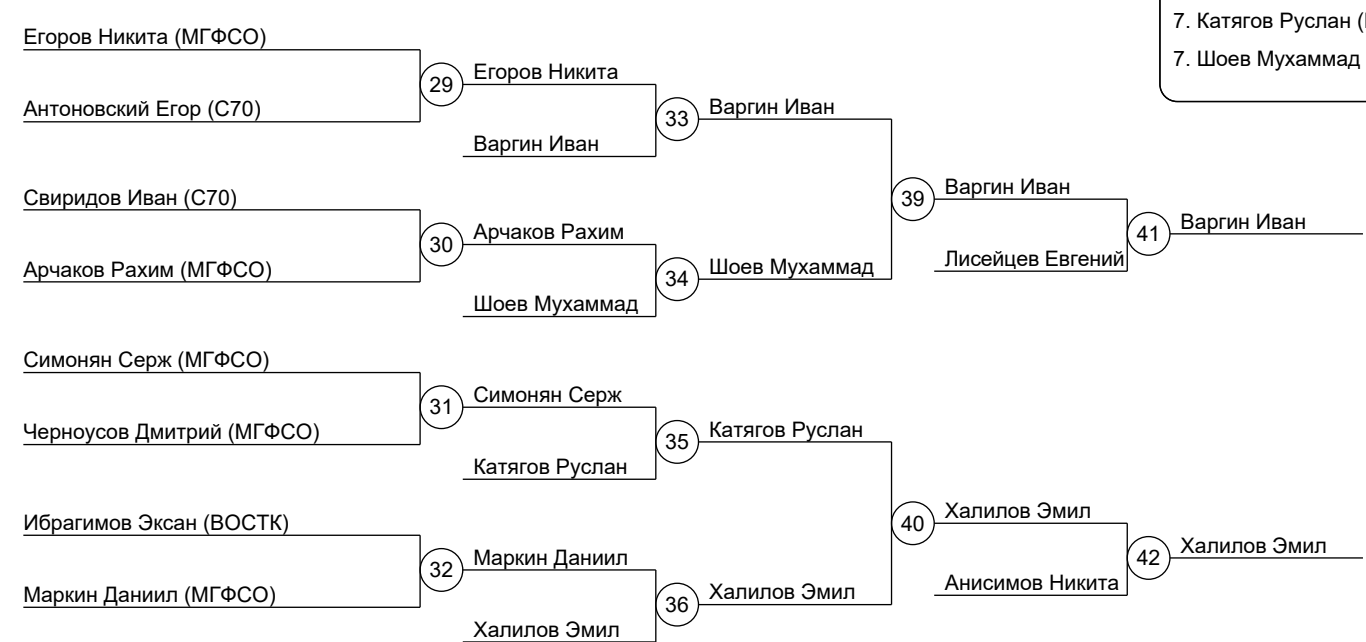 7. Катягов Руслан (
7. Шоев Мухаммад
Егоров Никита (МГФСО)
Антоновский Егор (С70)
Свиридов Иван (С70)
Арчаков Рахим (МГФСО)
Симонян Серж (МГФСО)
Черноусов Дмитрий (МГФСО)
Ибрагимов Эксан (ВОСТК)
Маркин Даниил (МГФСО)
29
30
31
32
Егоров Никита
Варгин Иван
Арчаков Рахим
Шоев Мухаммад
Симонян Серж
Катягов Руслан
Маркин Даниил
Халилов Эмил
33
34
35
36
Варгин Иван
Шоев Мухаммад
Катягов Руслан
Халилов Эмил
39
40
Варгин Иван
Лисейцев Евгений
Халилов Эмил
Анисимов Никита
41
42
Варгин Иван
Халилов Эмил